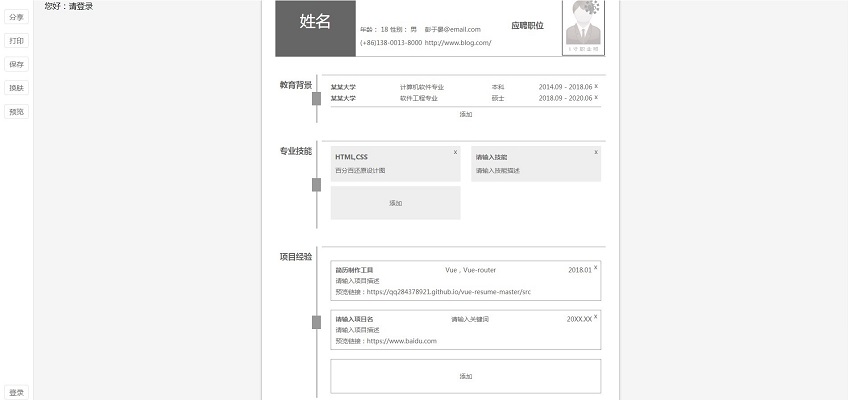 您好：请登录
分享
打印
保存
换肤
预览
登录
姓名
年龄： 18 性别： 男 彭于晏@email.com
(+86)138-0013-8000 http://www.blog.com/
应聘职位
教育背景
某某大学 计算机软件专业 本科 2014.09 - 2018.06 x
某某大学 软件工程专业 硕士 2018.09 - 2020.06 x
添加
专业技能
HTML,CSS x
百分百还原设计图
请输入技能 x
请输入技能描述
添加
项目经验
简历制作工具 Vue，Vue-router 2018.01 x
请输入项目描述
预览链接：https://qq284378921.github.io/vue-resume-master/src
请输入项目名 请输入关键词 20XX.XX x
请输入项目描述
预览链接：https://www.baidu.com
添加